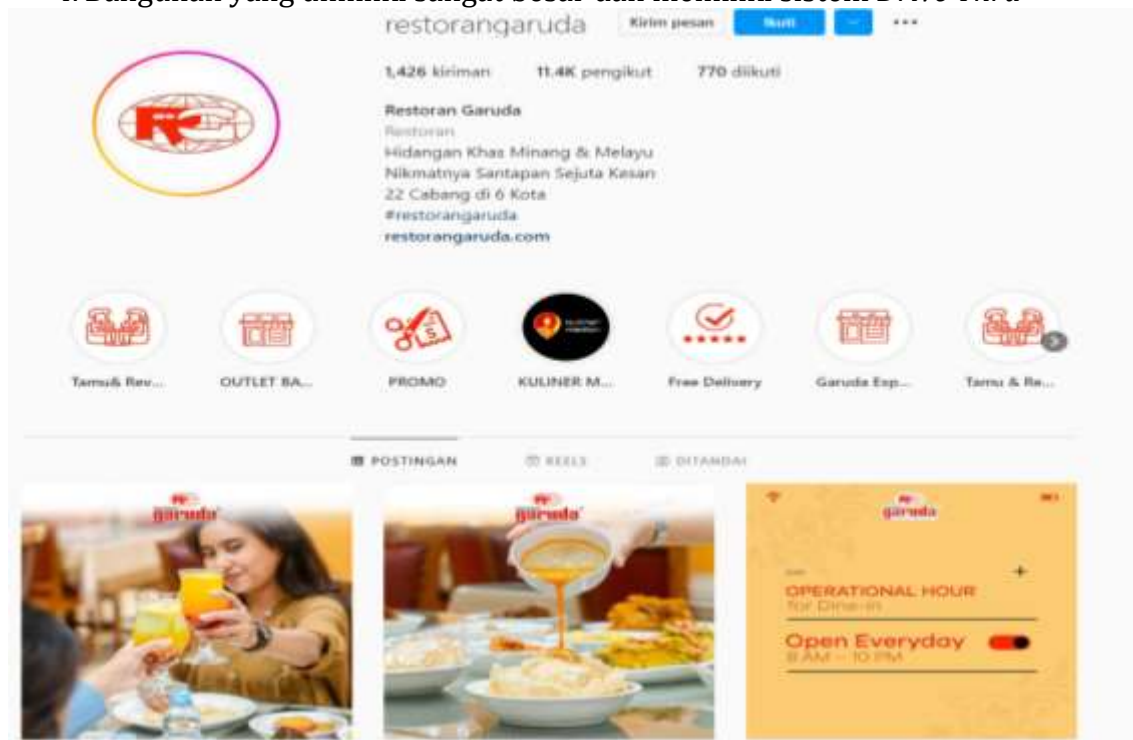 restorangaruda Kirim pesan Ikuti
1,426 kiriman 11.4K pengikut 770 diikuti
Restoran Garuda
Restoran
Hidangan Khas Minang & Melayu
Nikmatnya Santapan Sejuta Kesan
22 Cabang di 6 Kota
#restorangaruda
restorangaruda.com
RG
Tamu& Rev... OUTLET BA... PROMO KULINER M... Free Delivery Garuda Exp... Tamu & Re...
POSTINGAN REELS DITANDAI
garuda garuda garuda
OPERATIONAL HOUR
for Dine-in
Open Everyday
8 AM - 10 PM